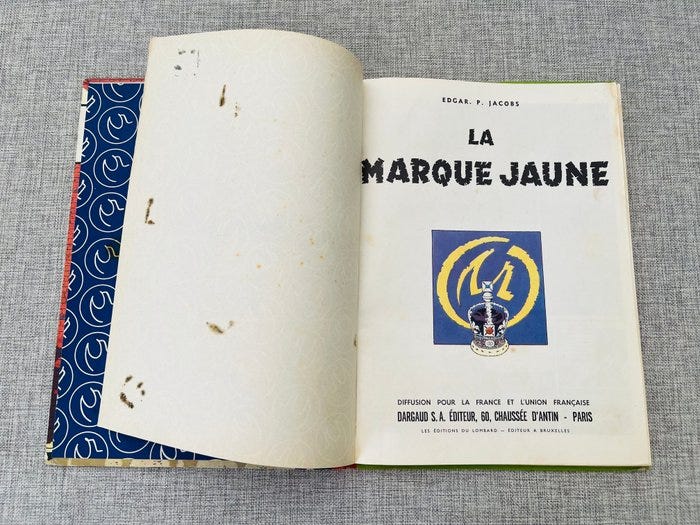 EDGAR. P. JACOBS
LA
MARQUE JAUNE
DIFFUSION POUR LA FRANCE ET L'UNION FRANÇAISE
DARGAUD S. A. ÉDITEUR, 60, CHAUSSÉE D'ANTIN - PARIS
LES ÉDITIONS DU LOMBARD — ÉDITEUR A BRUXELLES